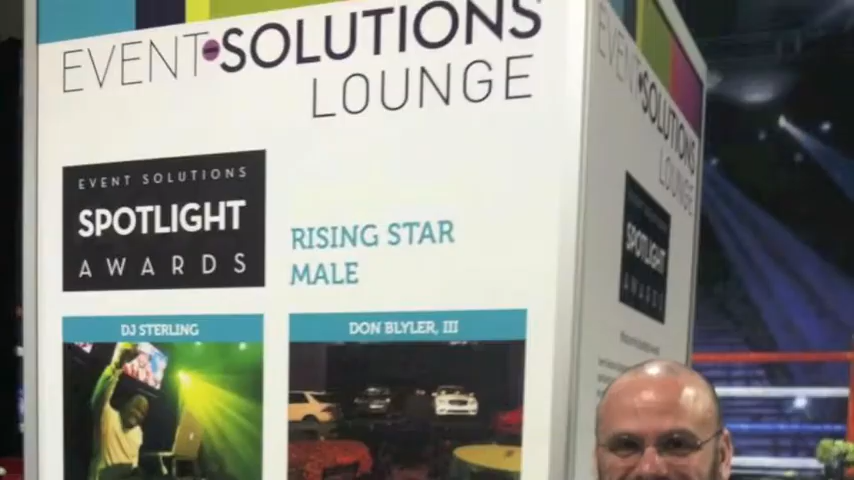 EVENT SOLUTIONS
LOUNGE
EVENT SOLUTIONS
SPOTLIGHT
AWARDS
RISING STAR
MALE
DJ STERLING
DON BLYLER, III
EVENT SOLUTIONS
LOUNGE
SPOTLIGHT
AWARDS